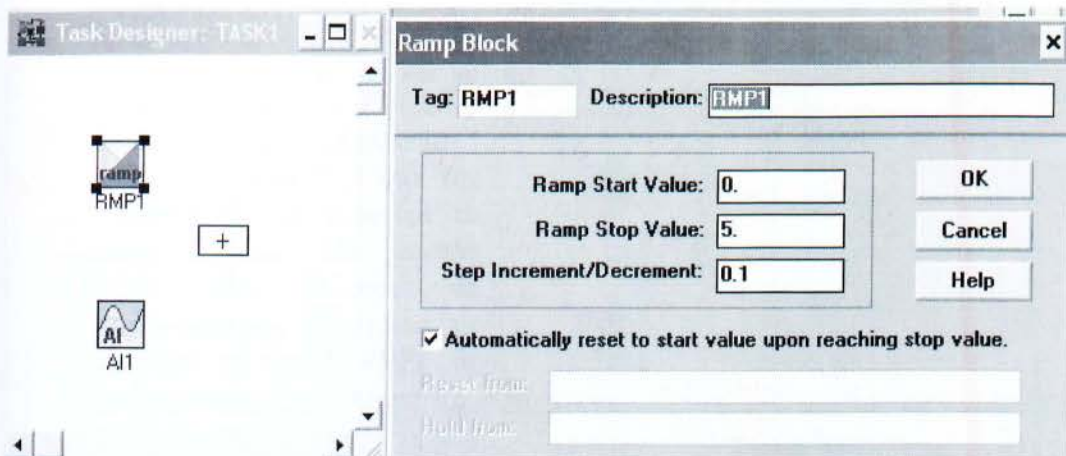 Task Designer: TASK1
ramp
RMP1
+
AI
AI1
Ramp Block
Tag: RMP1 Description: RMP1
Ramp Start Value: 0.
Ramp Stop Value: 5.
Step Increment/Decrement: 0.1
OK
Cancel
Help
Automatically reset to start value upon reaching stop value.
Reset from:
Hold from: